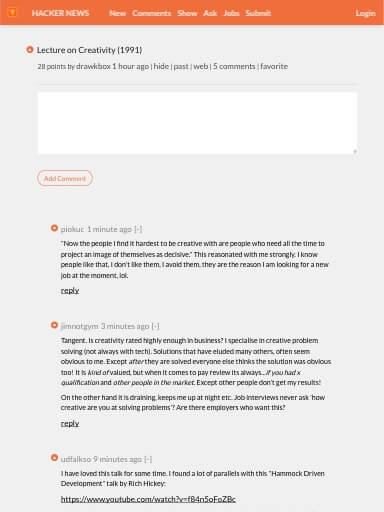 HACKER NEWS New Comments Show Ask Jobs Submit Login
Lecture on Creativity (1991)
28 points by drawkbox 1 hour ago | hide | past | web | 5 comments | favorite
Add Comment
piokuc 1 minute ago [-]
"Now the people I find it hardest to be creative with are people who need all the time to
project an image of themselves as decisive." This reasonated with me strongly. I know
people like that, I don't like them, I avoid them, they are the reason I am looking for a new
job at the moment, lol.
reply
jimnotgym 3 minutes ago [-]
Tangent. Is creativity rated highly enough in business? I specialise in creative problem
solving (not always with tech). Solutions that have eluded many others, often seem
obvious to me. Except after they are solved everyone else thinks the solution was obvious
too! It is kind of valued, but when it comes to pay review its always...if you had x
qualification and other people in the market. Except other people don't get my results!
On the other hand it is draining, keeps me up at night etc. Job interviews never ask 'how
creative are you at solving problems'? Are there employers who want this?
reply
udfalkso 9 minutes ago [-]
I have loved this talk for some time. I found a lot of parallels with this "Hammock Driven
Development" talk by Rich Hickey:
https://www.youtube.com/watch?v=f84n5oFoZBc